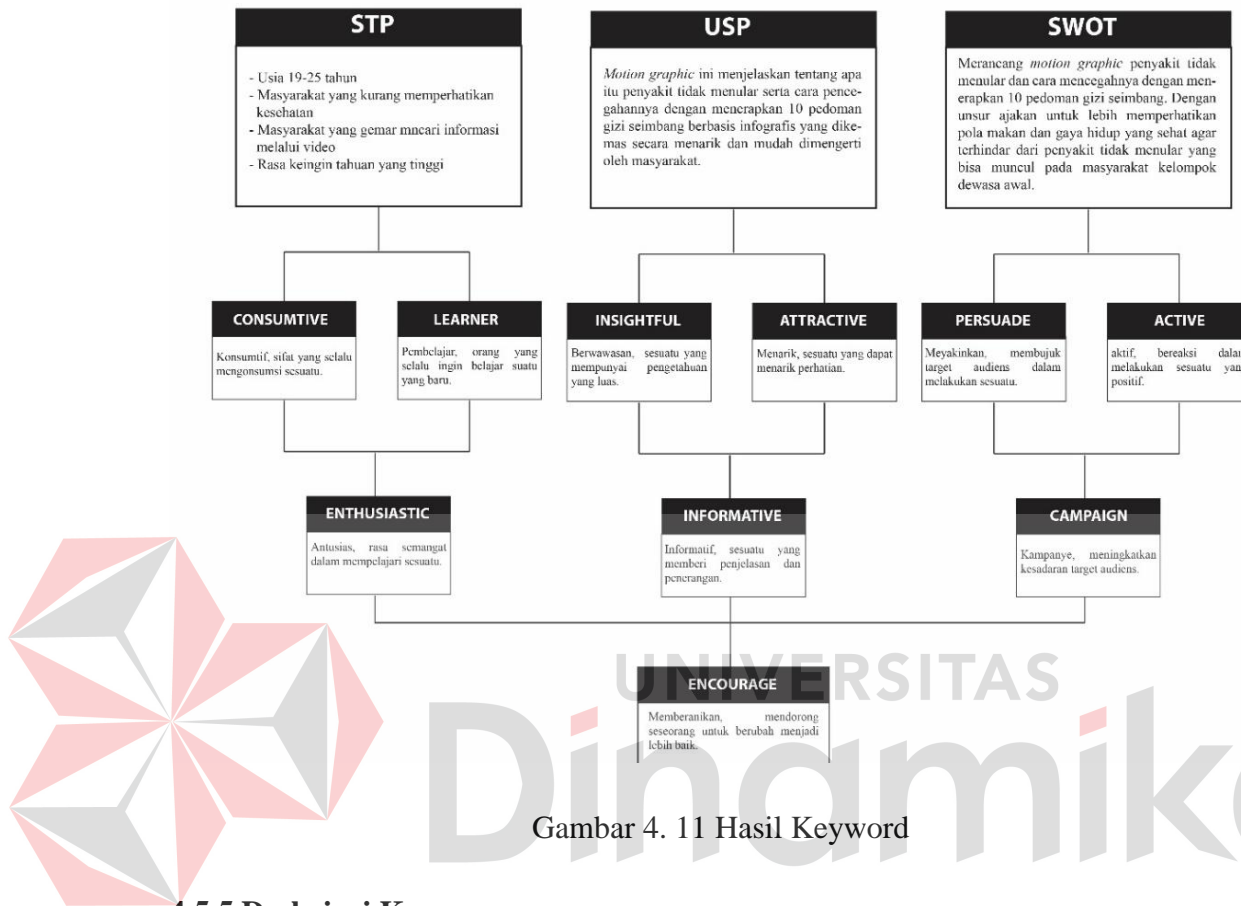 STP
- Usia 19-25 tahun
- Masyarakat yang kurang memperhatikan
kesehatan
- Masyarakat yang gemar mncari informasi
melalui video
- Rasa keingin tahuan yang tinggi
USP
Motion graphic ini menjelaskan tentang apa
itu penyakit tidak menular serta cara pence-
gahannya dengan menerapkan 10 pedoman
gizi seimbang berbasis infografis yang dike-
mas secara menarik dan mudah dimengerti
oleh masyarakat.
SWOT
Merancang motion graphic penyakit tidak
menular dan cara mencegahnya dengan men-
erapkan 10 pedoman gizi seimbang. Dengan
unsur ajakan untuk lebih memperhatikan
pola makan dan gaya hidup yang sehat agar
terhindar dari penyakit tidak menular yang
bisa muncul pada masyarakat kelompok
dewasa awal.
CONSUMTIVE
Konsumtif, sifat yang selalu
mengonsumsi sesuatu.
LEARNER
Pembelajar, orang yang
selalu ingin belajar suatu
yang baru.
INSIGHTFUL
Berwawasan, sesuatu yang
mempunyai pengetahuan
yang luas.
ATTRACTIVE
Menarik, sesuatu yang dapat
menarik perhatian.
PERSUADE
Meyakinkan, membujuk
target audiens dalam
melakukan sesuatu.
ACTIVE
aktif, bereaksi
melakukan sesuatu
positif.
ENTHUSIASTIC
Antusias, rasa semangat
dalam mempelajari sesuatu.
INFORMATIVE
Informatif, sesuatu yang
memberi penjelasan dan
penerangan.
CAMPAIGN
Kampanye, meningkatkan
kesadaran target audiens.
ENCOURAGE
Memberanikan, mendorong
seseorang untuk berubah menjadi
lebih baik.
UNIVERSITAS
Gambar 4. 11 Hasil Keyword